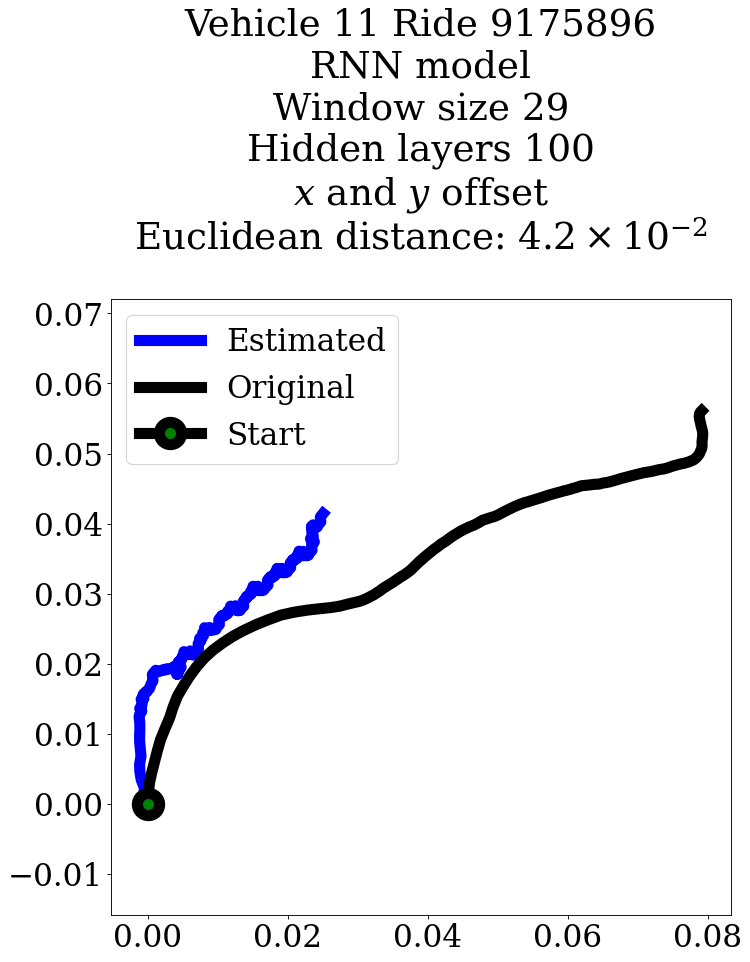 Vehicle 11 Ride 9175896
RNN model
Window size 29
Hidden layers 100
x and y offset
Euclidean distance: 4.2 × 10⁻²
0.07
0.06
0.05
0.04
0.03
0.02
0.01
0.00
−0.01
Estimated
Original
Start
0.00 0.02 0.04 0.06 0.08